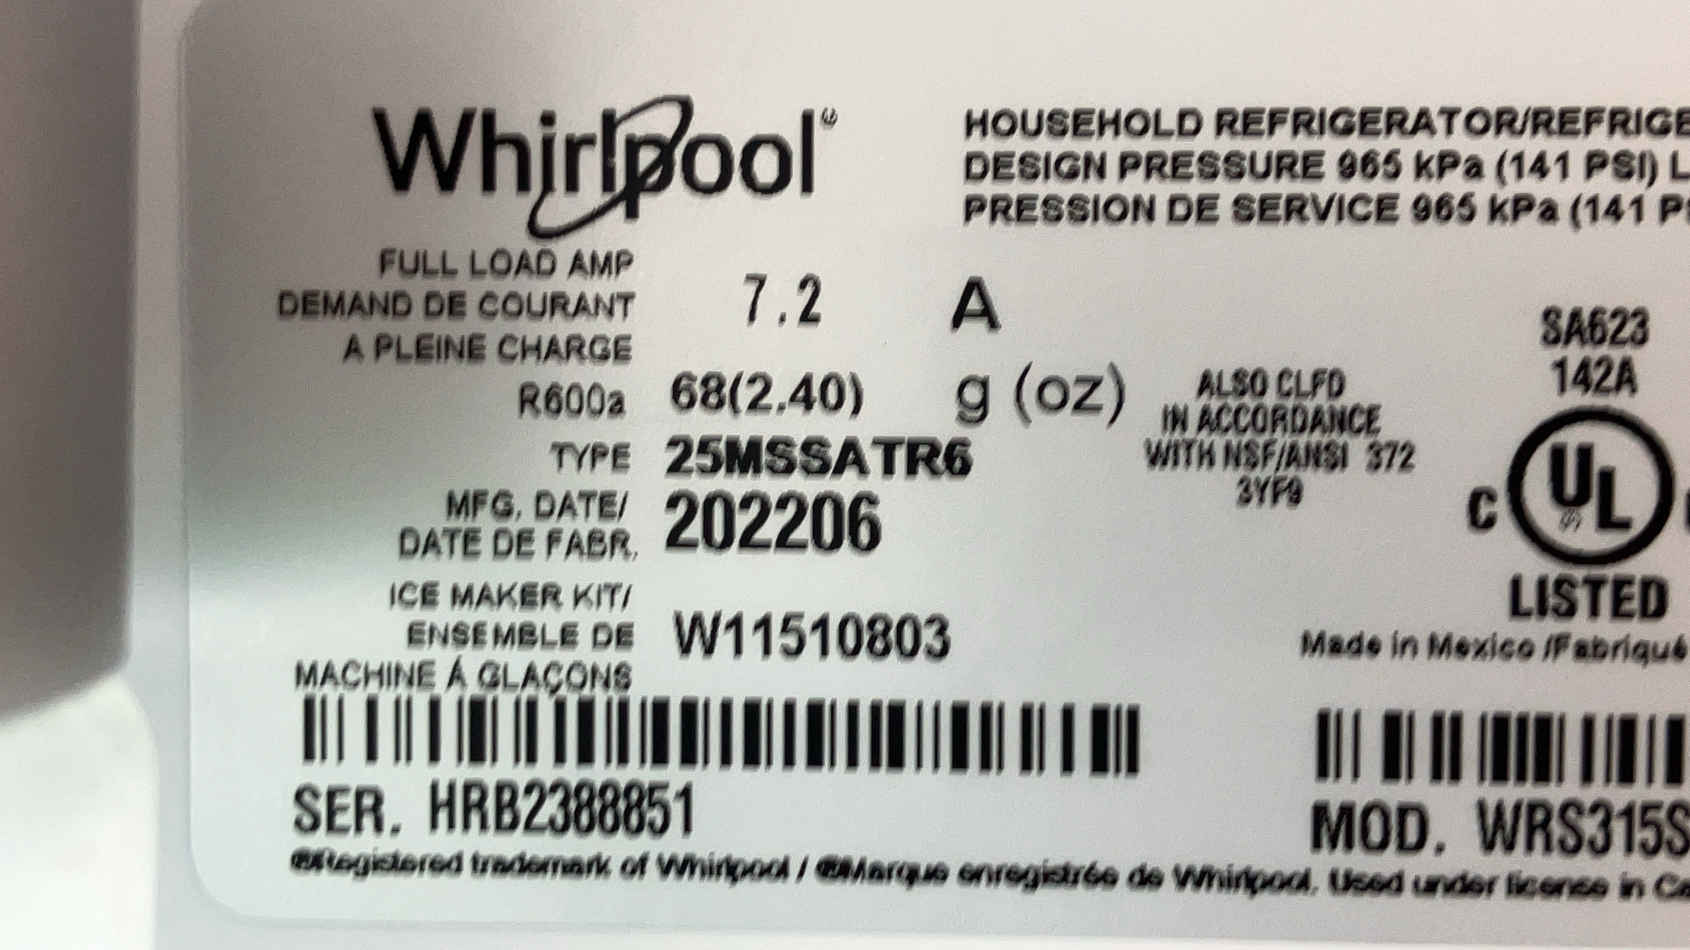 Whirlpool®
HOUSEHOLD REFRIGERATOR/REFRIGE
DESIGN PRESSURE 965 kPa (141 PSI) L
PRESSION DE SERVICE 965 kPa (141 PS
FULL LOAD AMP
DEMAND DE COURANT
A PLEINE CHARGE
7.2 A
R600a 68(2.40) g (oz)
TYPE 25MSSATR6
MFG. DATE/
DATE DE FABR.
202206
ICE MAKER KIT/
ENSEMBLE DE
MACHINE À GLAÇONS
W11510803
ALSO CLFD
IN ACCORDANCE
WITH NSF/ANSI 372
3YF9
SA623
142A
C UL
LISTED
Made in Mexico /Fabriqué
SER. HRB2388851
MOD. WRS315S
®Registered trademark of Whirlpool / ®Marque enregistrée de Whirlpool. Used under license in Ca